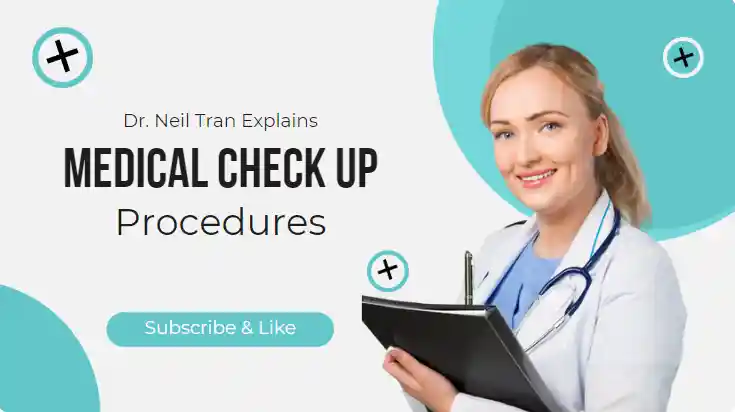 Dr. Neil Tran Explains
MEDICAL CHECK UP
Procedures
Subscribe & Like